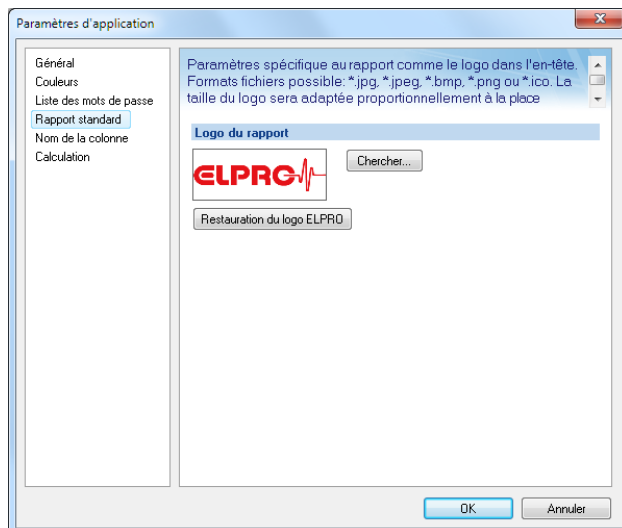 Paramètres d'application
Général
Couleurs
Liste des mots de passe
Rapport standard
Nom de la colonne
Calculation
Paramètres spécifique au rapport comme le logo dans l'en-tête.
Formats fichiers possible: *.jpg, *.jpeg, *.bmp, *.png ou *.ico. La
taille du logo sera adaptée proportionnellement à la place
Logo du rapport
ELPRO
Chercher...
Restauration du logo ELPRO
OK
Annuler